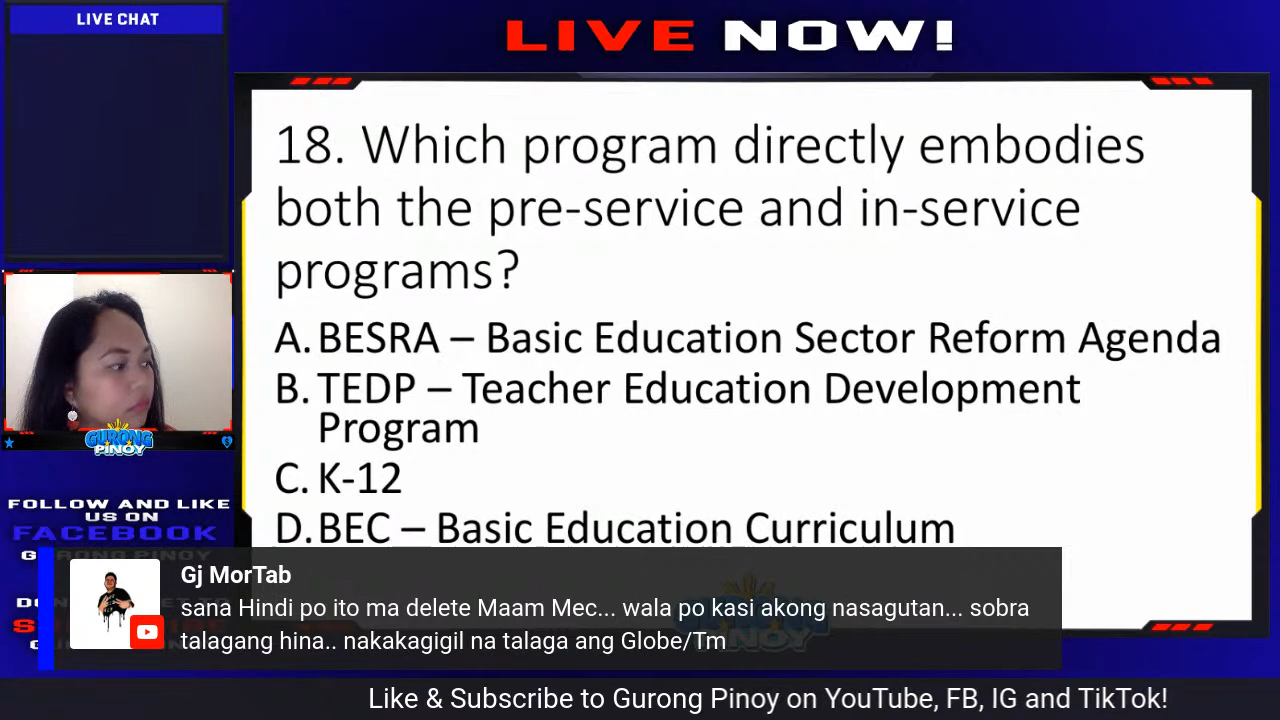 LIVE CHAT
LIVE NOW!
18. Which program directly embodies
both the pre-service and in-service
programs?
A. BESRA – Basic Education Sector Reform Agenda
B. TEDP – Teacher Education Development
Program
C. K-12
D. BEC – Basic Education Curriculum
GURONG
PINOY
FOLLOW AND LIKE
US ON
FACEBOOK
Gj MorTab
sana Hindi po ito ma delete Maam Mec... wala po kasi akong nasagutan... sobra
talagang hina.. nakakagigil na talaga ang Globe/Tm
Like & Subscribe to Gurong Pinoy on YouTube, FB, IG and TikTok!